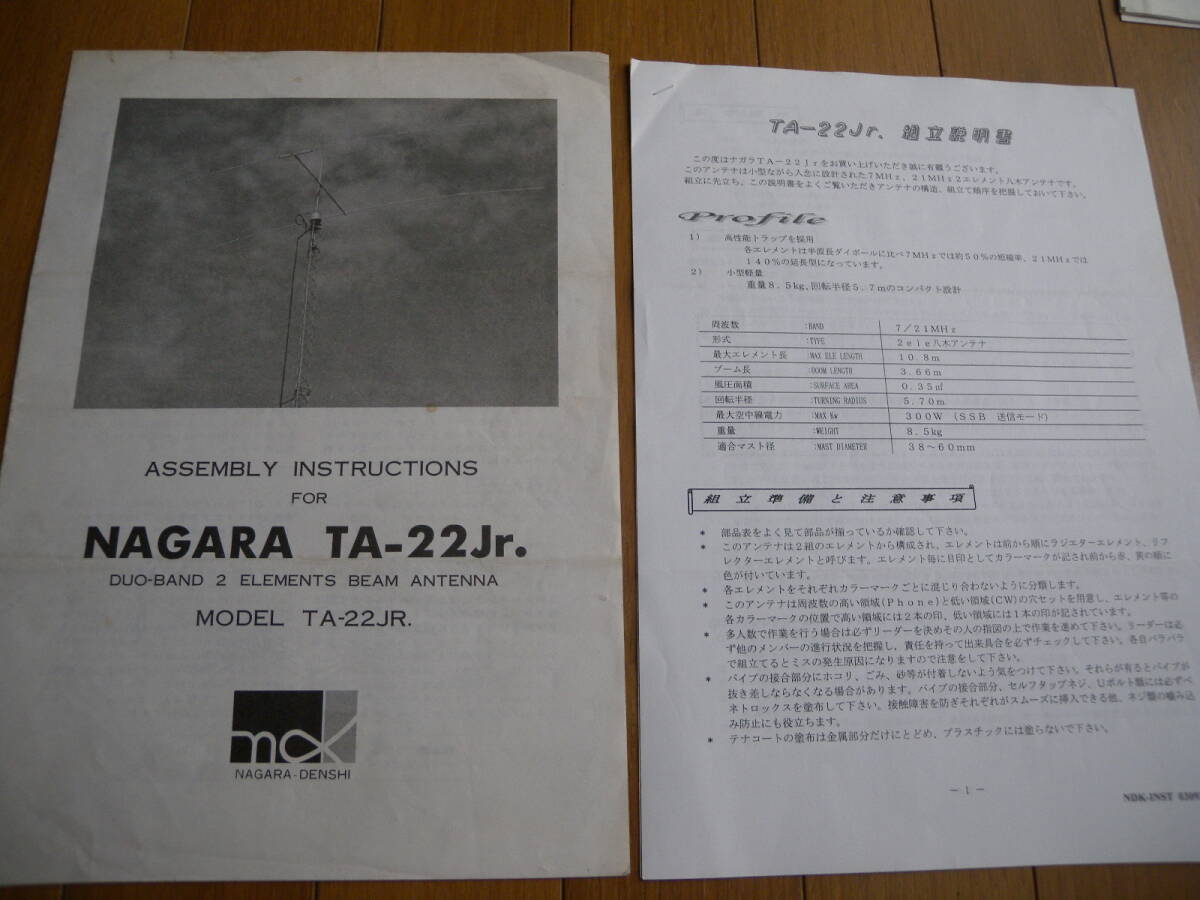 ASSEMBLY INSTRUCTIONS
FOR
NAGARA TA-22Jr.
DUO-BAND 2 ELEMENTS BEAM ANTENNA
MODEL TA-22JR.
ndk
NAGARA-DENSHI
TA-22Jr、組立説明書
この度はナガラTA-22Jrをお買い上げいただき誠に有難うございます。
このアンテナは小型ながら入念に設計された7MHz、21MHz2エレメント八木アンテナです。
組立に先立ち、この説明書をよくご覧いただきアンテナの構造、組立て順序を把握しておいて下さい。
Profile
1) 高性能トラップを採用
各エレメントは半波長ダイポールに比べ7MHzでは約50%の短縮率、21MHzでは
140%の延長型になっています。
2) 小型軽量
重量8.5kg、回転半径5.7mのコンパクト設計
周波数 :BAND 7/21MHz
形式 :TYPE 2ele八木アンテナ
最大エレメント長 :MAX ELE LENGTH 10.8m
ブーム長 :BOOM LENGTH 3.66m
風圧面積 :SURFACE AREA 0.35㎡
回転半径 :TURNING RADIUS 5.70m
最大空中線電力 :MAX Kw 300W (SSB 送信モード)
重量 :WEIGHT 8.5kg
適合マスト径 :MAST DIAMETER 38～60mm
組立準備と注意事項
* 部品表をよく見て部品が揃っているか確認して下さい。
* このアンテナは2組のエレメントから構成され、エレメントは前から順にラジエターエレメント、リフ
レクターエレメントと呼びます。エレメント毎に目印としてカラーマークが記され前から赤、黄の順に
色が付いています。
* 各エレメントをそれぞれカラーマークごとに混じり合わないように分類します。
* このアンテナは周波数の高い領域(Phone)と低い領域(CW)の穴セットを用意し、エレメント等の
各カラーマークの位置で高い領域には2本の印、低い領域には1本の印が記されています。
* 多人数で作業を行う場合は必ずリーダーを決めその人の指図の上で作業を進めて下さい。リーダーは必
ず他のメンバーの進行状況を把握し、責任を持って出来具合を必ずチェックして下さい。各自バラバラ
で組立てるとミスの発生原因になりますので注意をして下さい。
* パイプの接合部分にホコリ、ごみ、砂等が付着しないよう気をつけて下さい。それらが有るとパイプが
抜き差しならなくなる場合があります。パイプの接合部分、セルフタップネジ、Uボルト類には必ずペ
ネトロックスを塗布して下さい。接触障害を防ぎそれぞれがスムーズに挿入できる他、ネジ類の噛み込
み防止にも役立ちます。
* テナコートの塗布は金属部分だけにとどめ、プラスチックには塗らないで下さい。
- 1 -
NDK-INST